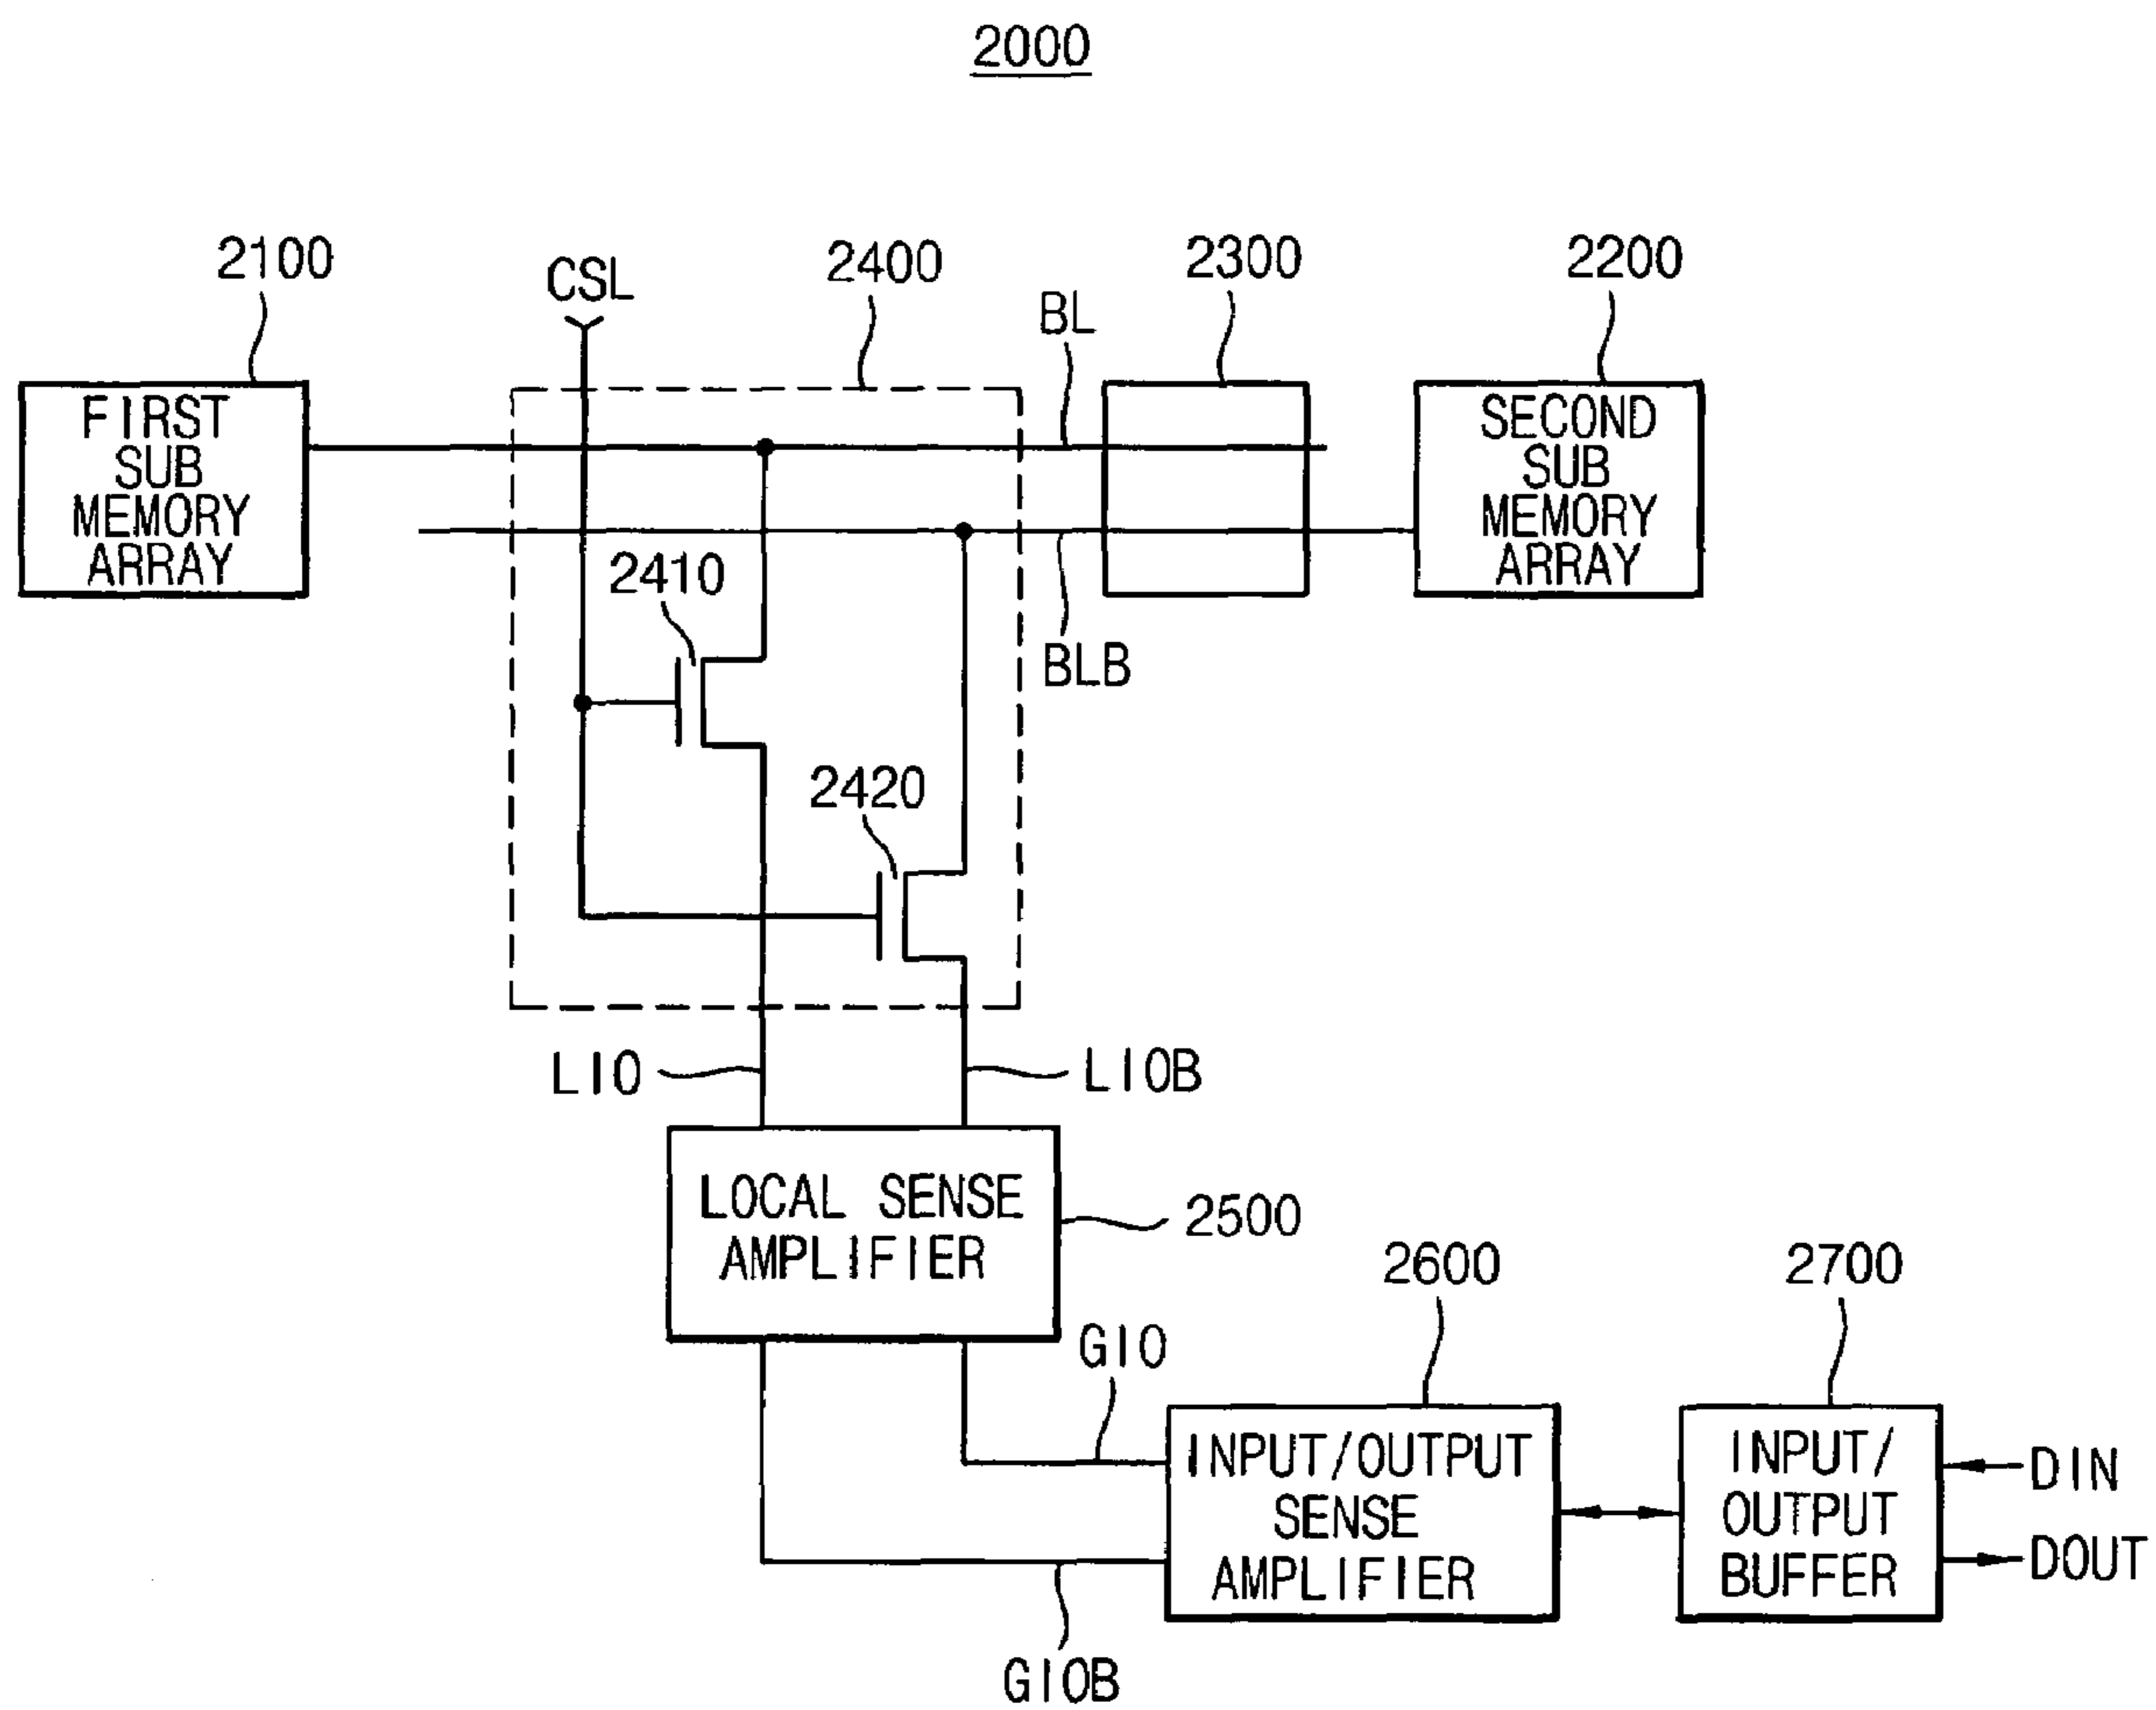 2000
2100
CSL
2400
BL
2300
2200
FIRST
SUB
MEMORY
ARRAY
SECOND
SUB
MEMORY
ARRAY
2410
BLB
2420
LIO
LIOB
LOCAL SENSE
AMPLIFIER
2500
GIO
2600
2700
INPUT/OUTPUT
SENSE
AMPLIFIER
INPUT/
OUTPUT
BUFFER
DIN
DOUT
GIOB